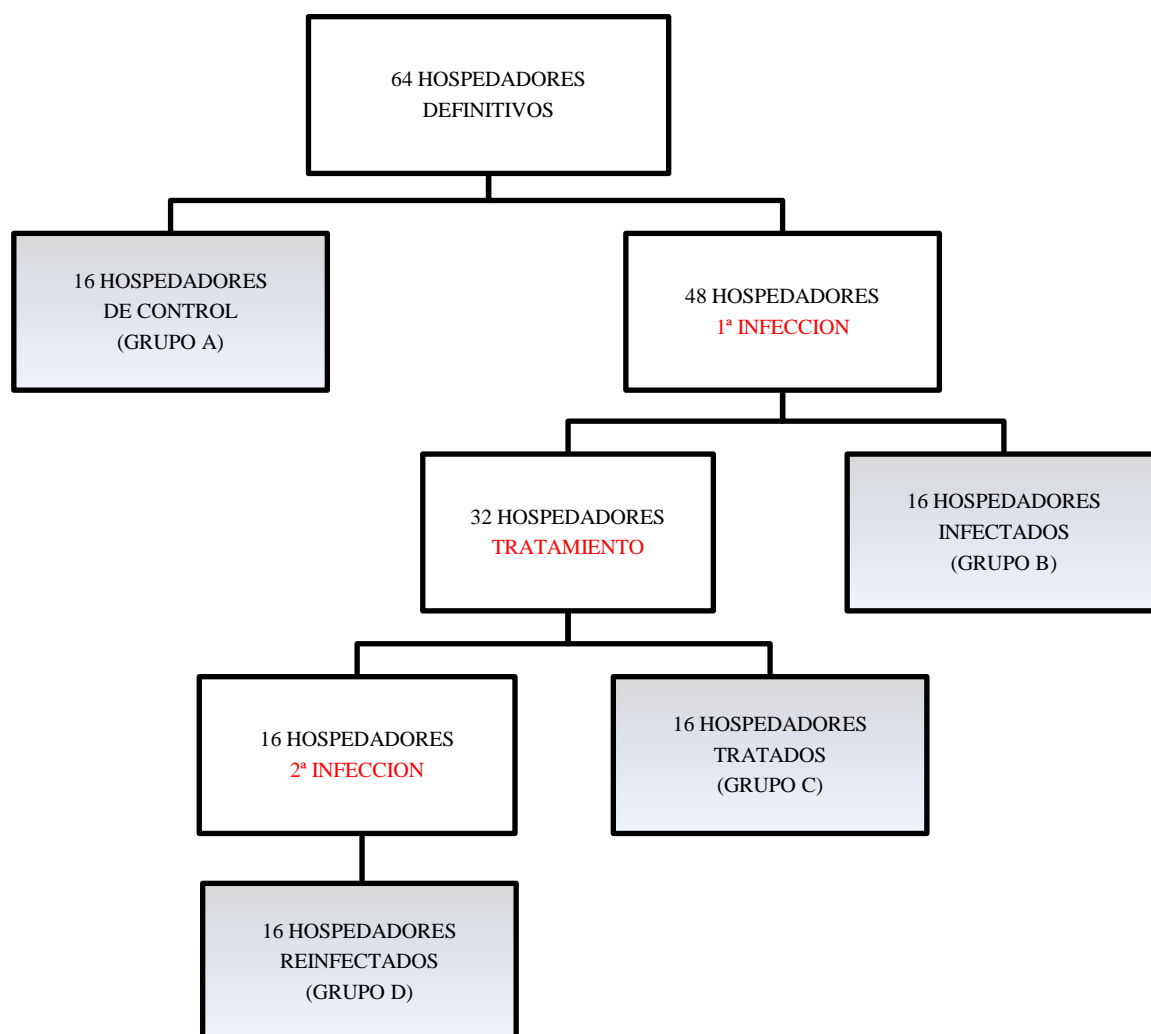 64 HOSPEDADORES
DEFINITIVOS
16 HOSPEDADORES
DE CONTROL
(GRUPO A)
48 HOSPEDADORES
1ª INFECCION
32 HOSPEDADORES
TRATAMIENTO
16 HOSPEDADORES
INFECTADOS
(GRUPO B)
16 HOSPEDADORES
2ª INFECCION
16 HOSPEDADORES
TRATADOS
(GRUPO C)
16 HOSPEDADORES
REINFECTADOS
(GRUPO D)